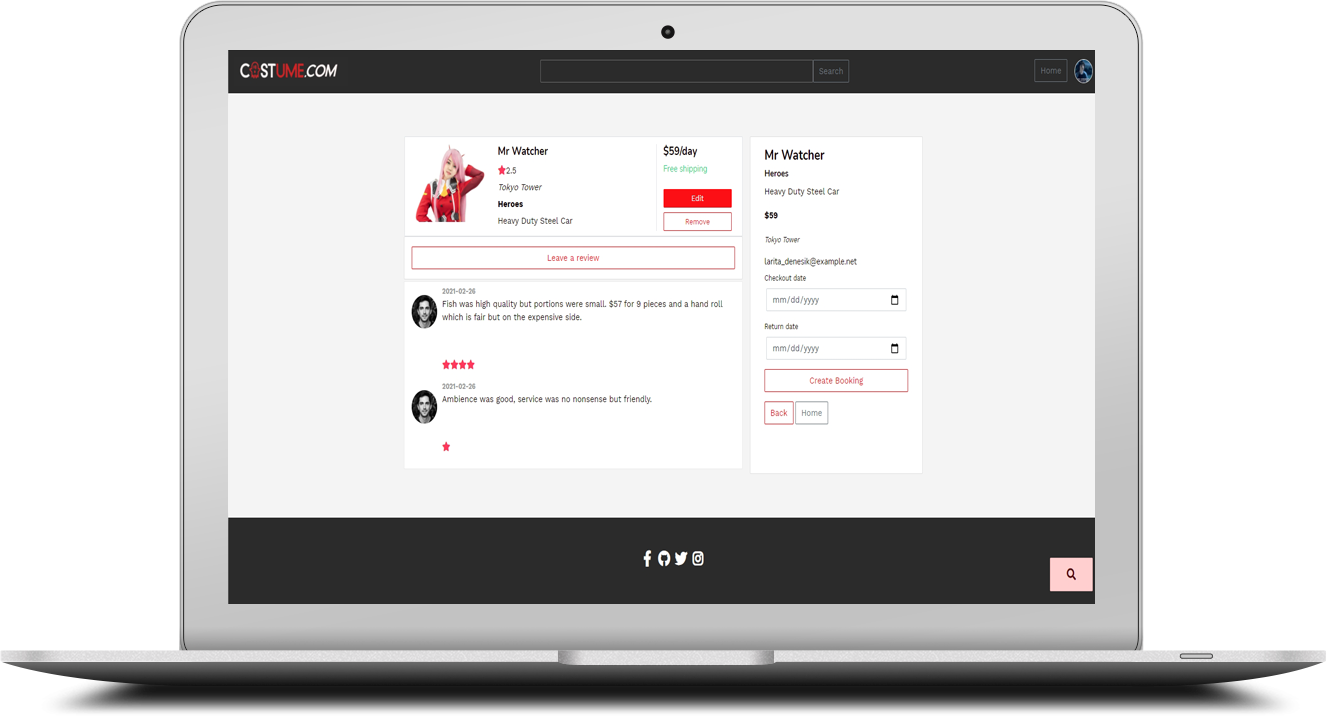 COSTUME.COM
Search
Home
Mr Watcher
2.5
Tokyo Tower
Heroes
Heavy Duty Steel Car
$59/day
Free shipping
Edit
Remove
Leave a review
2021-02-26
Fish was high quality but portions were small. $57 for 9 pieces and a hand roll
which is fair but on the expensive side.
2021-02-26
Ambience was good, service was no nonsense but friendly.
Mr Watcher
Heroes
Heavy Duty Steel Car
$59
Tokyo Tower
larita_denesik@example.net
Checkout date
mm/dd/yyyy
Return date
mm/dd/yyyy
Create Booking
Back
Home